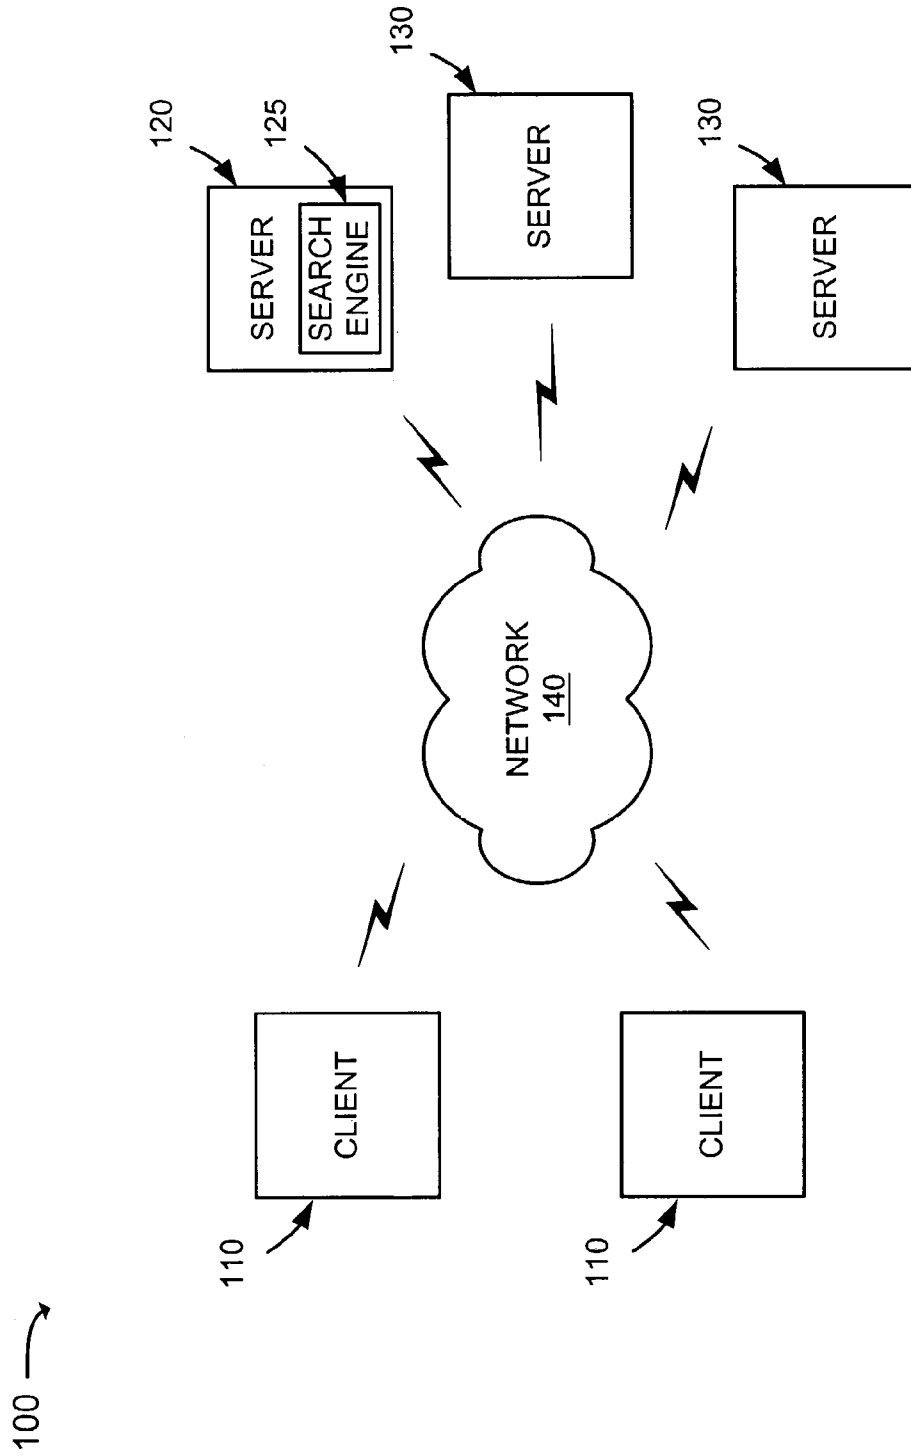 100
110
CLIENT
110
CLIENT
NETWORK
140
120
SERVER
125
SEARCH
ENGINE
130
SERVER
130
SERVER